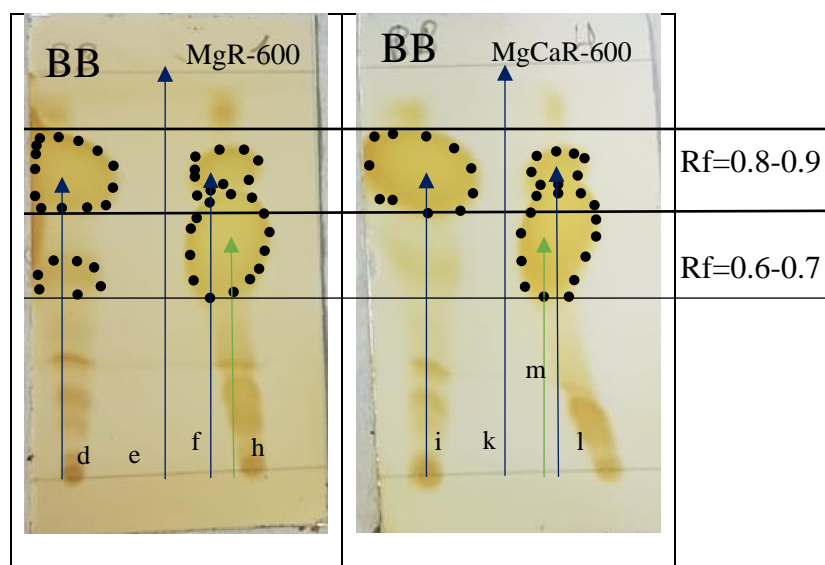 BB MgR-600
BB MgCaR-600
Rf=0.8-0.9
Rf=0.6-0.7
m
d e f h
i k l